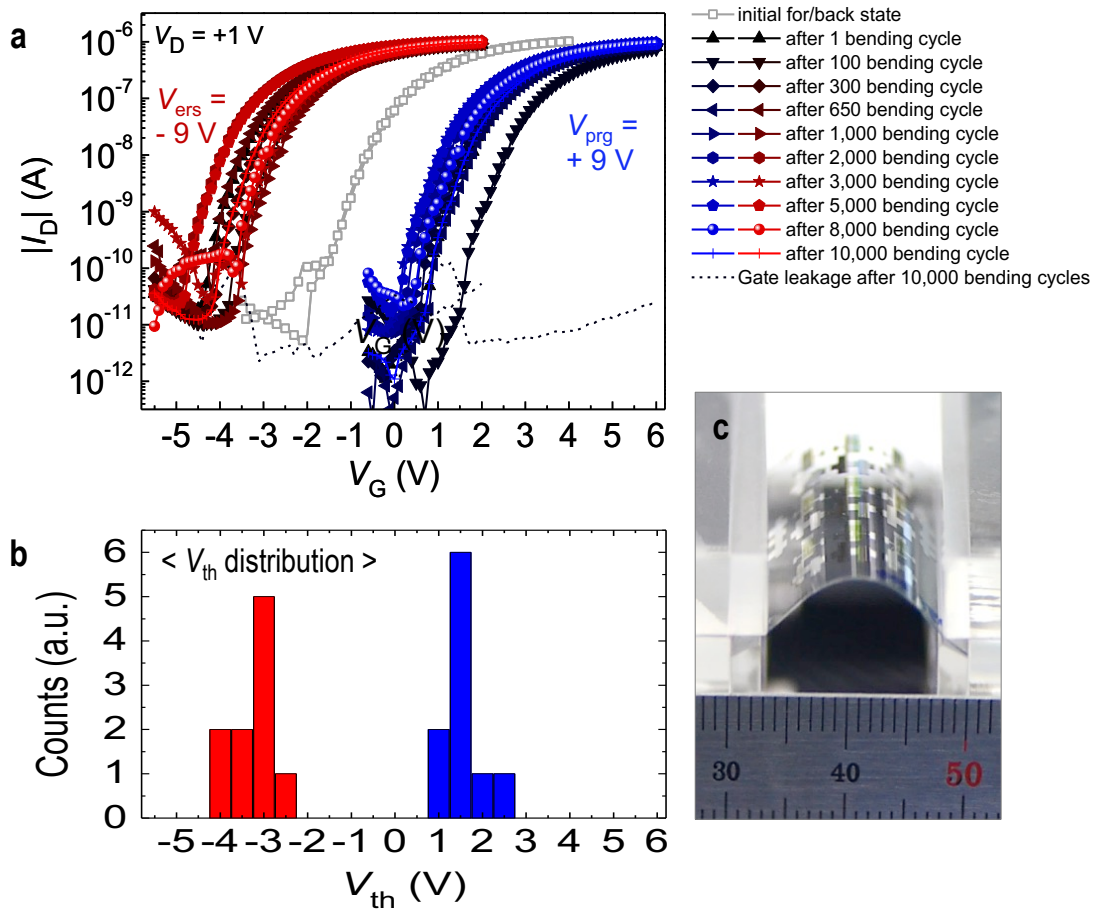 a
V_D = +1 V
V_ers =
- 9 V
V_prg =
+ 9 V
10^-6
10^-7
10^-8
10^-9
10^-10
10^-11
10^-12
|I_D| (A)
V_G (V)
-5 -4 -3 -2 -1 0 1 2 3 4 5 6
V_G (V)
initial for/back state
after 1 bending cycle
after 100 bending cycle
after 300 bending cycle
after 650 bending cycle
after 1,000 bending cycle
after 2,000 bending cycle
after 3,000 bending cycle
after 5,000 bending cycle
after 8,000 bending cycle
after 10,000 bending cycle
Gate leakage after 10,000 bending cycles
b
< V_th distribution >
6
5
4
3
2
1
0
Counts (a.u.)
-5 -4 -3 -2 -1 0 1 2 3 4 5 6
V_th (V)
c
30 40 50